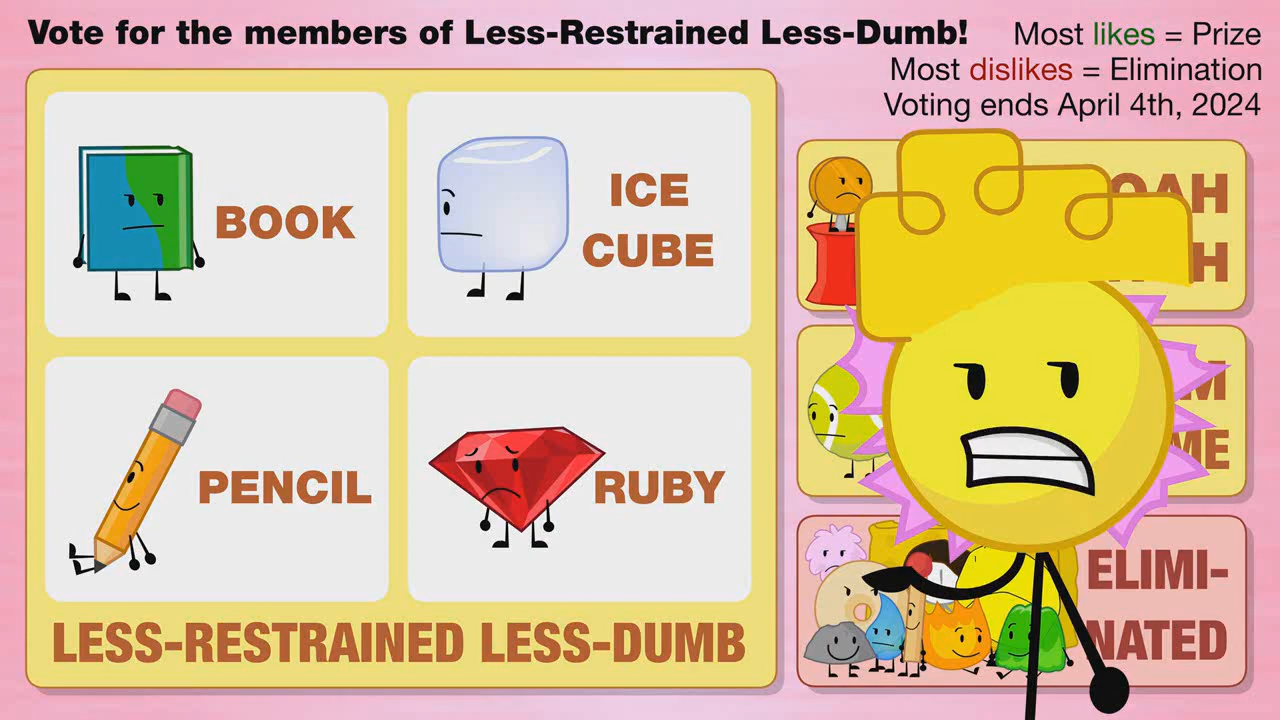 Vote for the members of Less-Restrained Less-Dumb!
Most likes = Prize
Most dislikes = Elimination
Voting ends April 4th, 2024
BOOK
ICE
CUBE
PENCIL
RUBY
LESS-RESTRAINED LESS-DUMB
ELIMI-
NATED